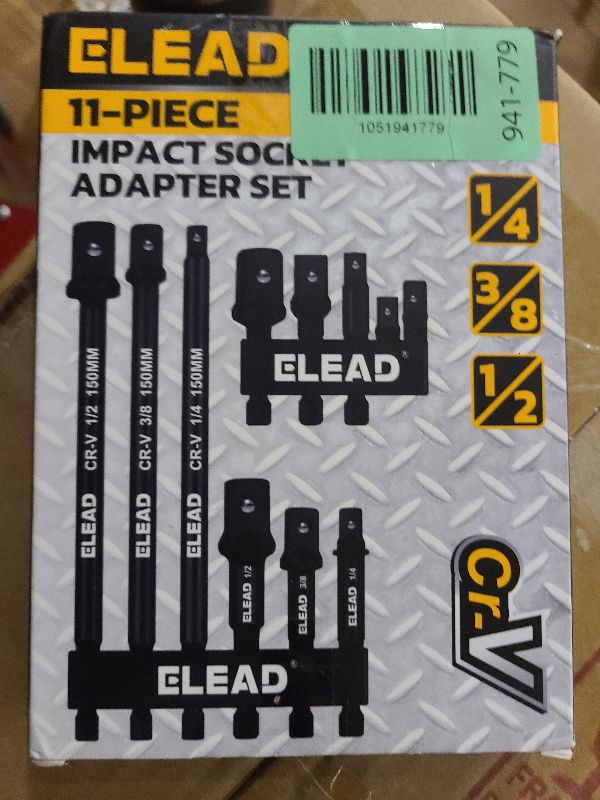 ELEAD
1051941779
941-779
11-PIECE
IMPACT SOCKET
ADAPTER SET
1/4
3/8
1/2
CR-V 1/2 150MM
ELEAD
CR-V 3/8 150MM
ELEAD
CR-V 1/4 150MM
ELEAD
ELEAD®
ELEAD 1/2
ELEAD 3/8
ELEAD 1/4
Cr-V
ELEAD®